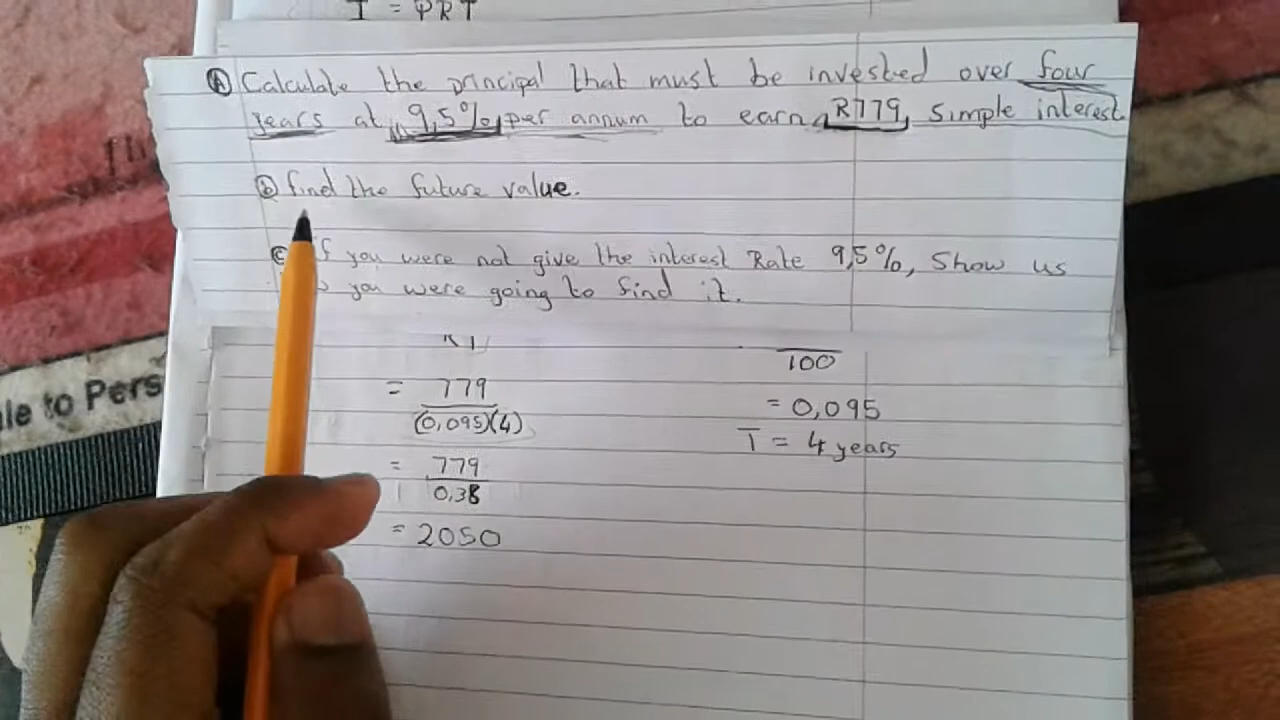 I = PRT
Ⓐ Calculate the principal that must be invested over four
years at 9,5% per annum to earn R779 simple interest
Ⓑ find the future value.
Ⓒ If you were not give the interest Rate 9,5%, Show us
you were going to find it.
= 779
(0,095)(4)
= 779
0,38
= 2050
100
= 0,095
T = 4 years
le to Pers